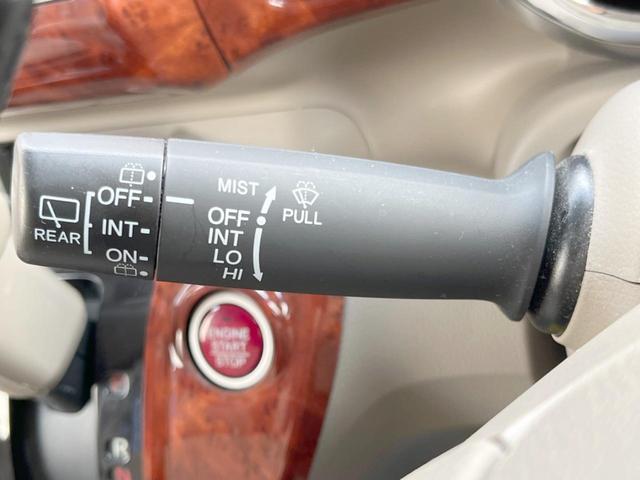 OFF
INT
ON
REAR
MIST
OFF
INT
LO
HI
PULL
ENGINE
START
STOP
R